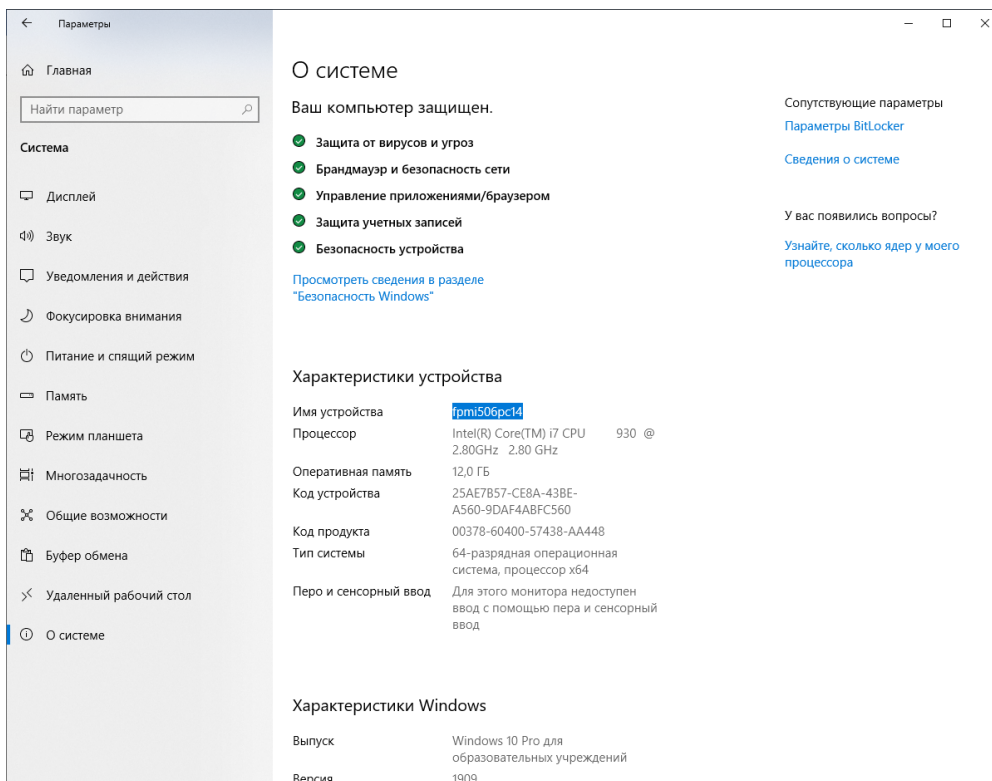 Параметры
Главная
Найти параметр
Система
Дисплей
Звук
Уведомления и действия
Фокусировка внимания
Питание и спящий режим
Память
Режим планшета
Многозадачность
Общие возможности
Буфер обмена
Удаленный рабочий стол
О системе
О системе
Ваш компьютер защищен.
Защита от вирусов и угроз
Брандмауэр и безопасность сети
Управление приложениями/браузером
Защита учетных записей
Безопасность устройства
Просмотреть сведения в разделе
"Безопасность Windows"
Характеристики устройства
Имя устройства fpmi506pc14
Процессор Intel(R) Core(TM) i7 CPU 930 @
2.80GHz 2.80 GHz
Оперативная память 12,0 ГБ
Код устройства 25AE7B57-CE8A-43BE-
A560-9DAF4ABFC560
Код продукта 00378-60400-57438-AA448
Тип системы 64-разрядная операционная
система, процессор x64
Перо и сенсорный ввод Для этого монитора недоступен
ввод с помощью пера и сенсорный
ввод
Характеристики Windows
Выпуск Windows 10 Pro для
образовательных учреждений
Версия 1909
Сопутствующие параметры
Параметры BitLocker
Сведения о системе
У вас появились вопросы?
Узнайте, сколько ядер у моего
процессора